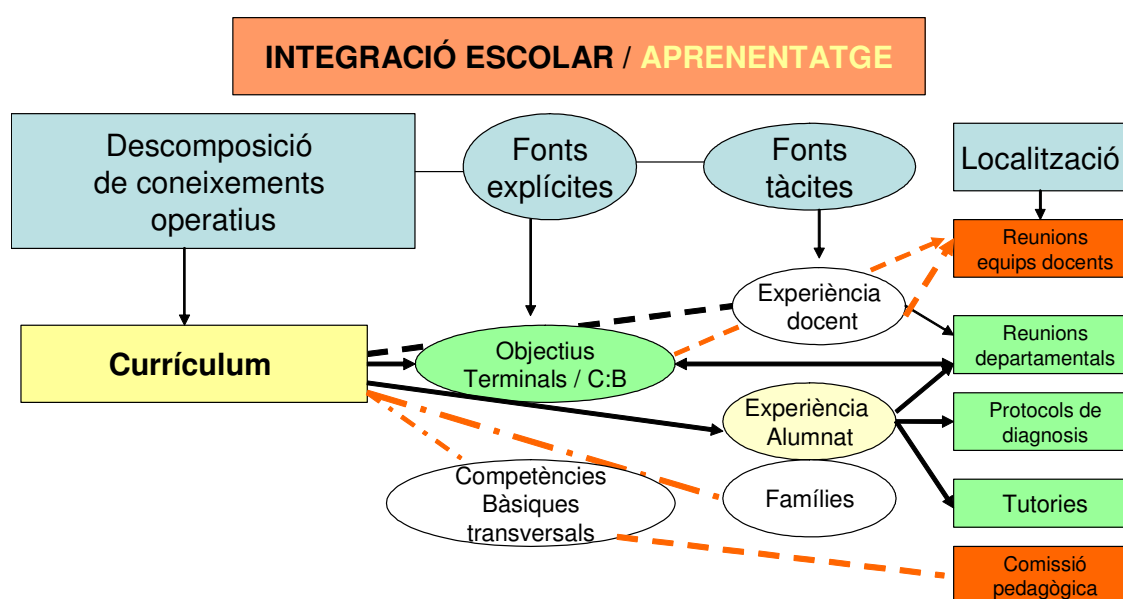 INTEGRACIÓ ESCOLAR / APRENENTATGE
Descomposició
de coneixements
operatius
Fonts
explícites
Fonts
tàcites
Localització
Reunions
equips docents
Experiència
docent
Currículum
Objectius
Terminals / C:B
Reunions
departamentals
Experiència
Alumnat
Protocols de
diagnosis
Competències
Bàsiques
transversals
Famílies
Tutories
Comissió
pedagògica